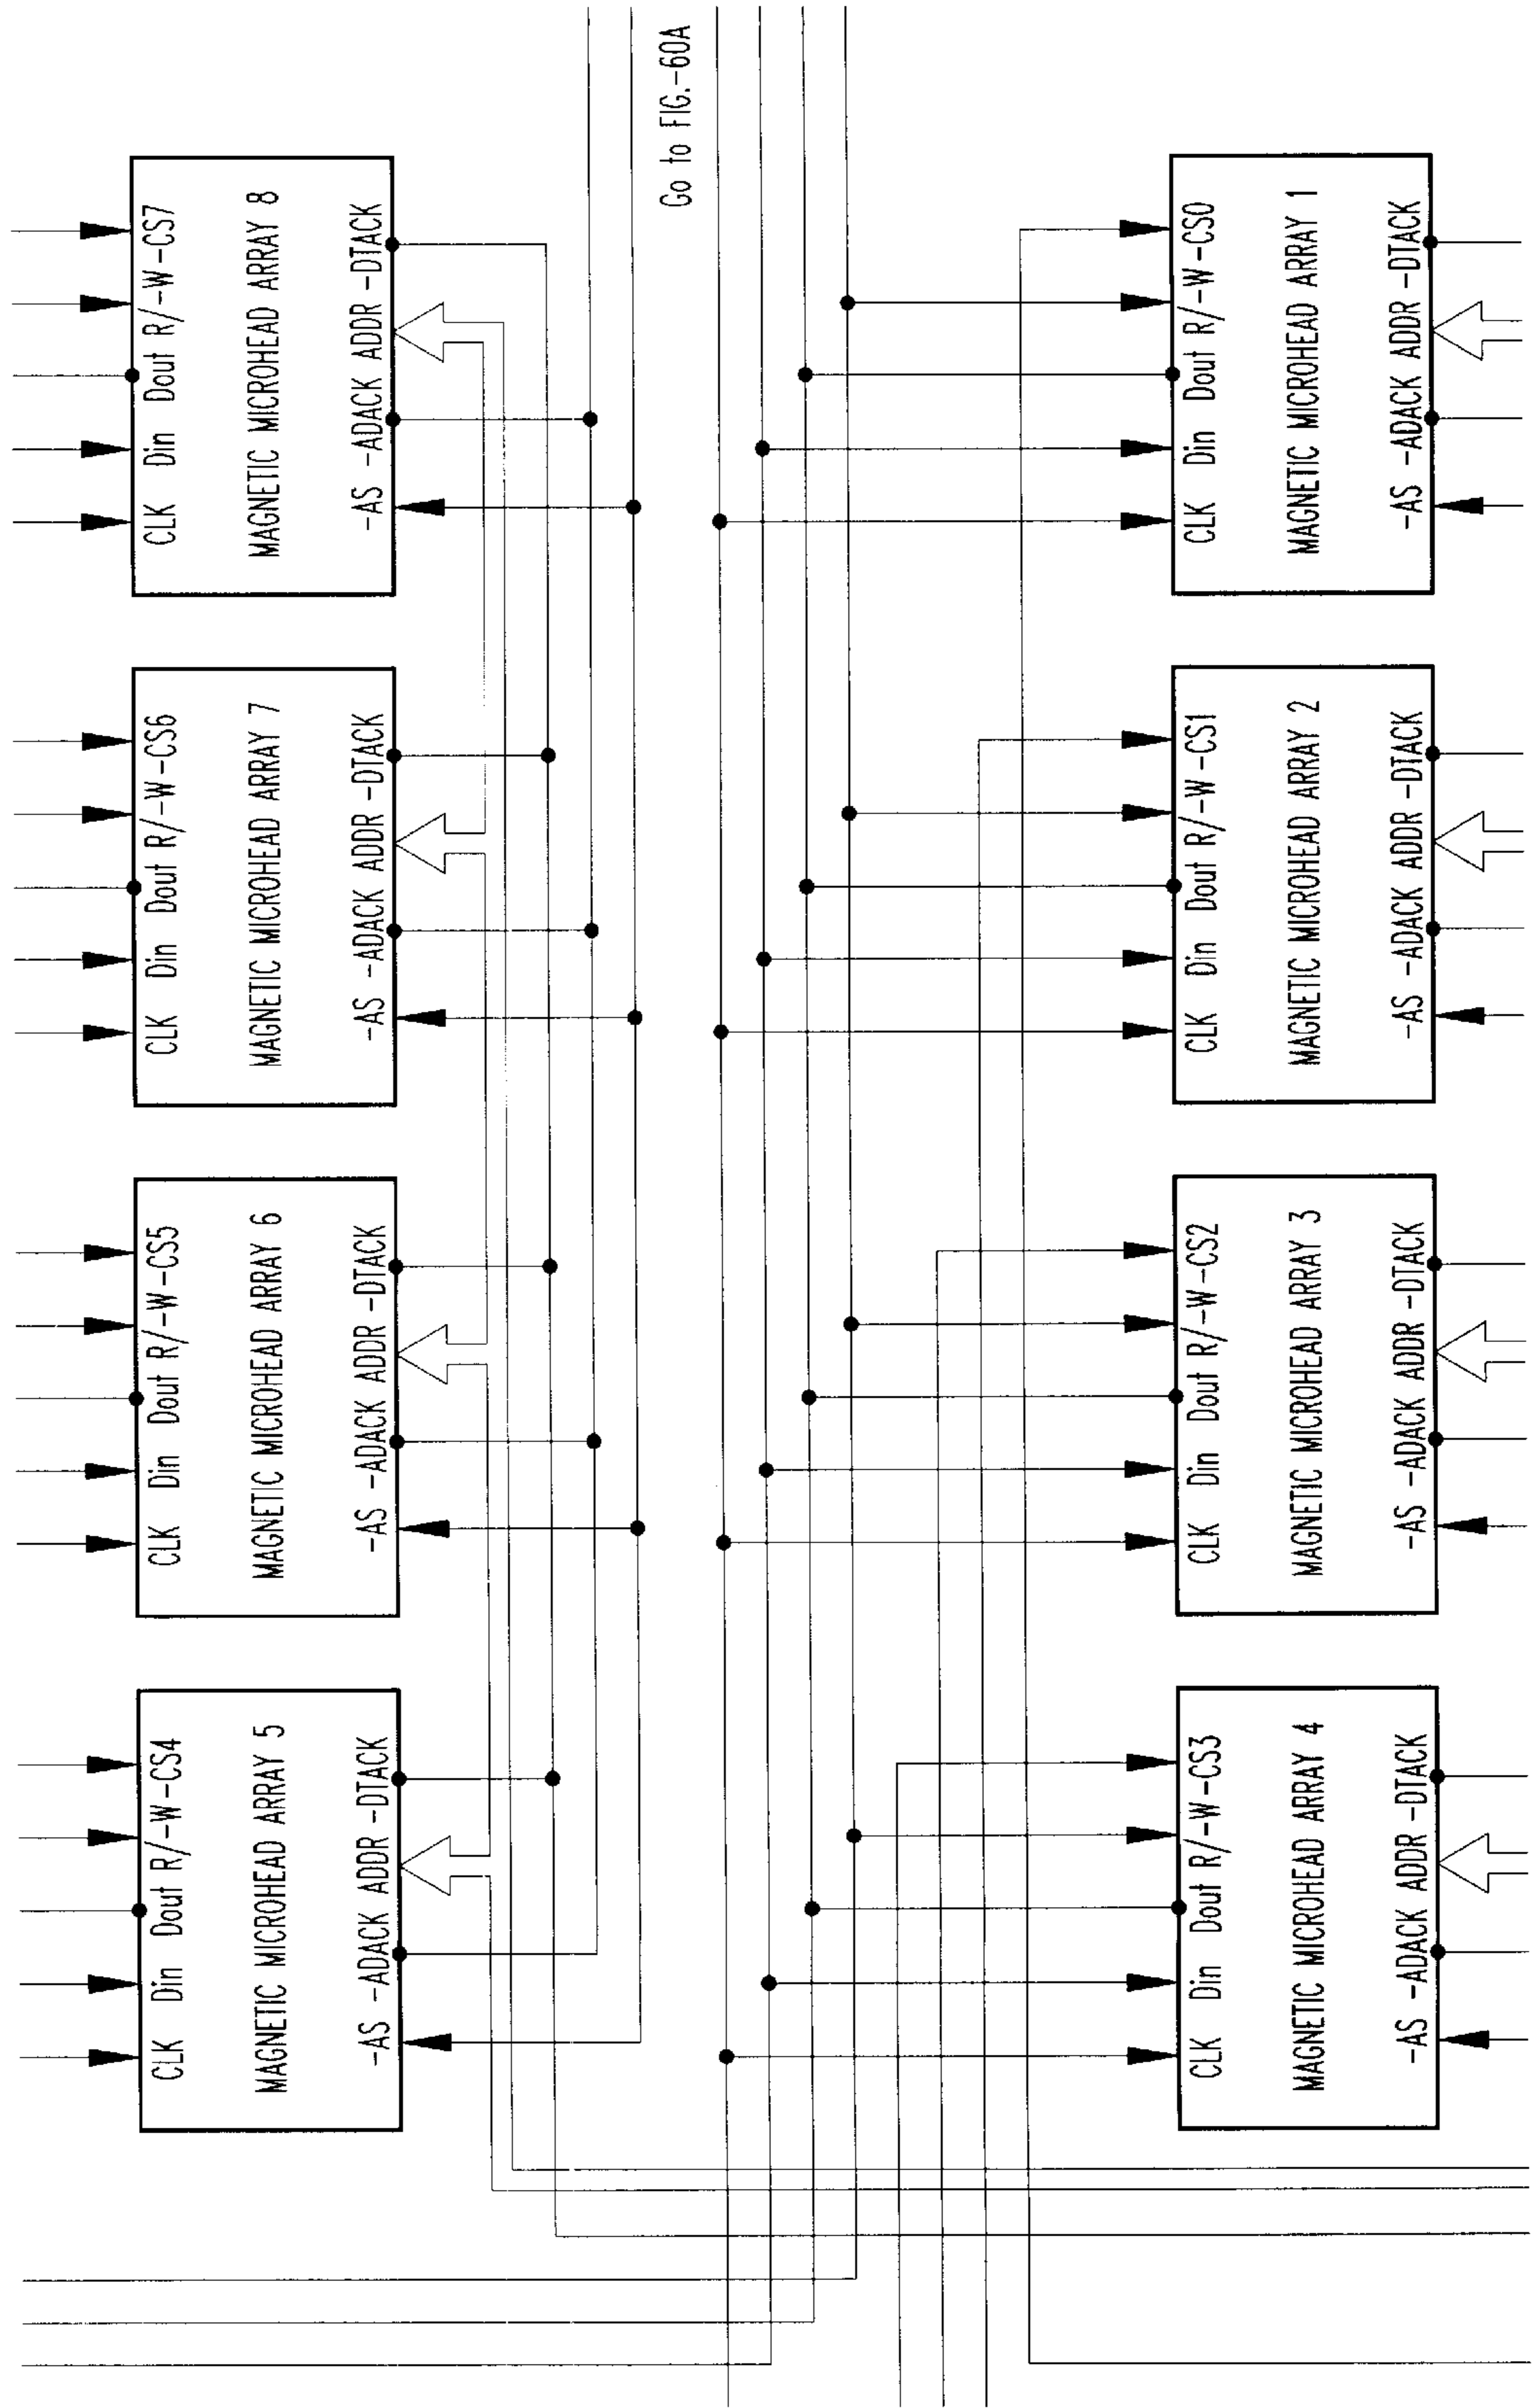 CLK Din Dout R/-W -CS4
MAGNETIC MICROHEAD ARRAY 5
-AS -ADACK ADDR -DTACK
CLK Din Dout R/-W -CS5
MAGNETIC MICROHEAD ARRAY 6
-AS -ADACK ADDR -DTACK
CLK Din Dout R/-W -CS6
MAGNETIC MICROHEAD ARRAY 7
-AS -ADACK ADDR -DTACK
CLK Din Dout R/-W -CS7
MAGNETIC MICROHEAD ARRAY 8
-AS -ADACK ADDR -DTACK
Go to FIG.-60A
CLK Din Dout R/-W -CS3
MAGNETIC MICROHEAD ARRAY 4
-AS -ADACK ADDR -DTACK
CLK Din Dout R/-W -CS2
MAGNETIC MICROHEAD ARRAY 3
-AS -ADACK ADDR -DTACK
CLK Din Dout R/-W -CS1
MAGNETIC MICROHEAD ARRAY 2
-AS -ADACK ADDR -DTACK
CLK Din Dout R/-W -CS0
MAGNETIC MICROHEAD ARRAY 1
-AS -ADACK ADDR -DTACK